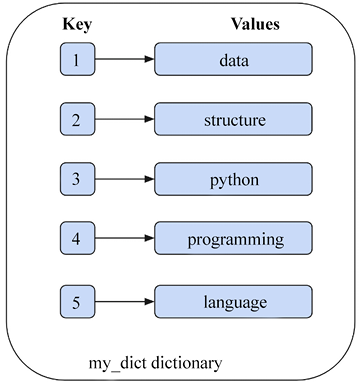 Key Values
1 data
2 structure
3 python
4 programming
5 language
my_dict dictionary